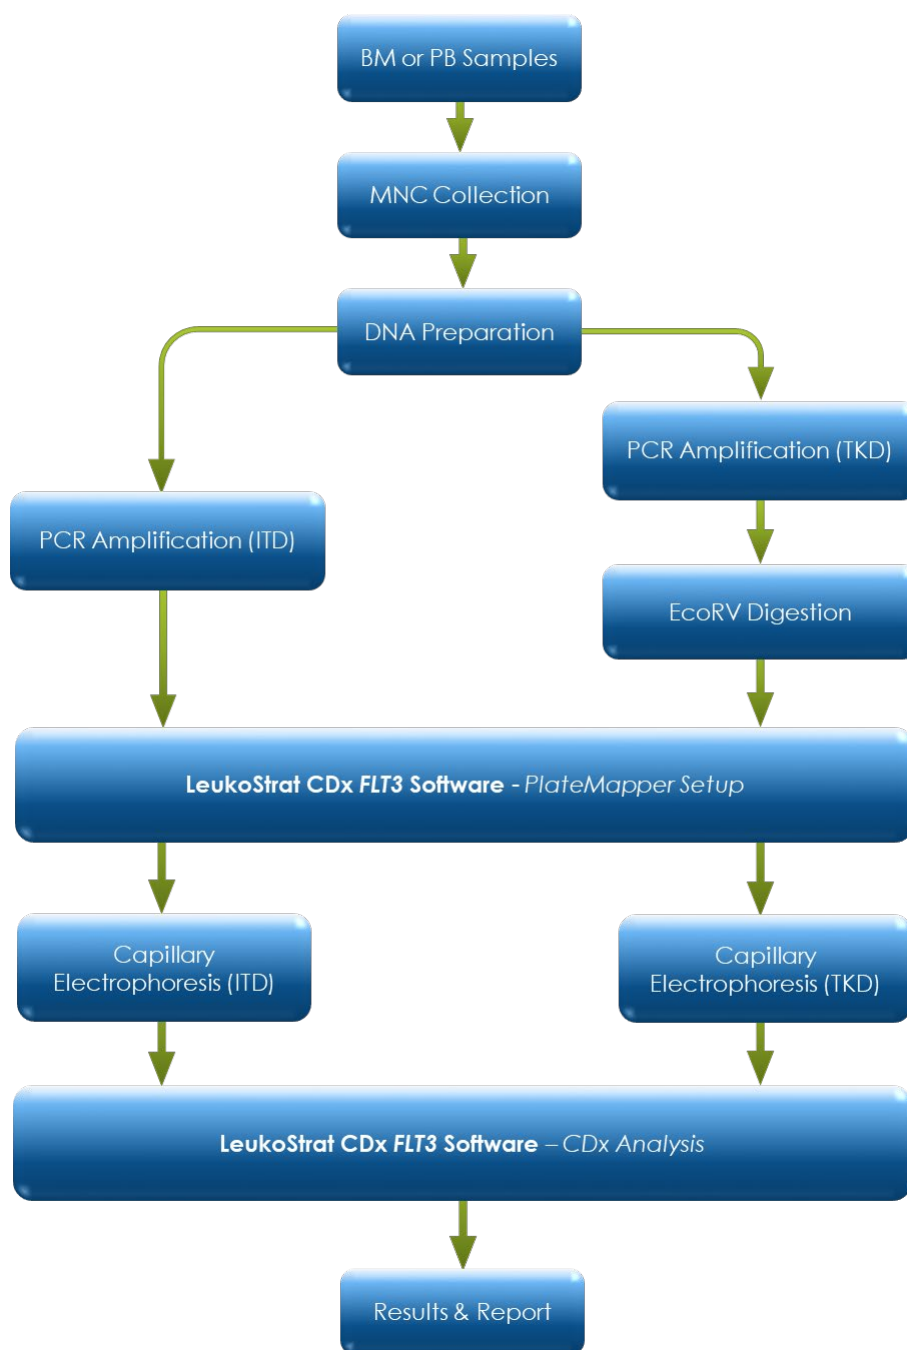 BM or PB Samples
MNC Collection
DNA Preparation
PCR Amplification (TKD)
PCR Amplification (ITD)
EcoRV Digestion
LeukoStrat CDx FLT3 Software - PlateMapper Setup
Capillary
Electrophoresis (ITD)
Capillary
Electrophoresis (TKD)
LeukoStrat CDx FLT3 Software – CDx Analysis
Results & Report